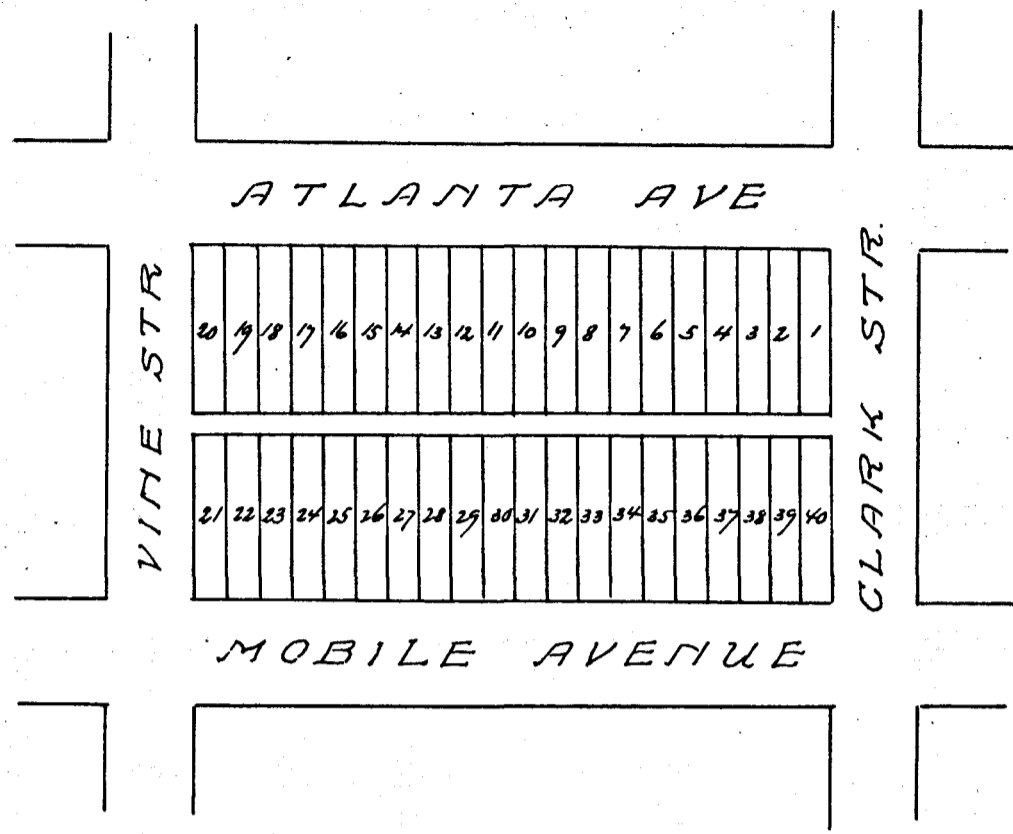 ATLANTA AVE
VINE STR
20 19 18 17 16 15 14 13 12 11 10 9 8 7 6 5 4 3 2 1
CLARK STR.
21 22 23 24 25 26 27 28 29 30 31 32 33 34 35 36 37 38 39 40
MOBILE AVENUE